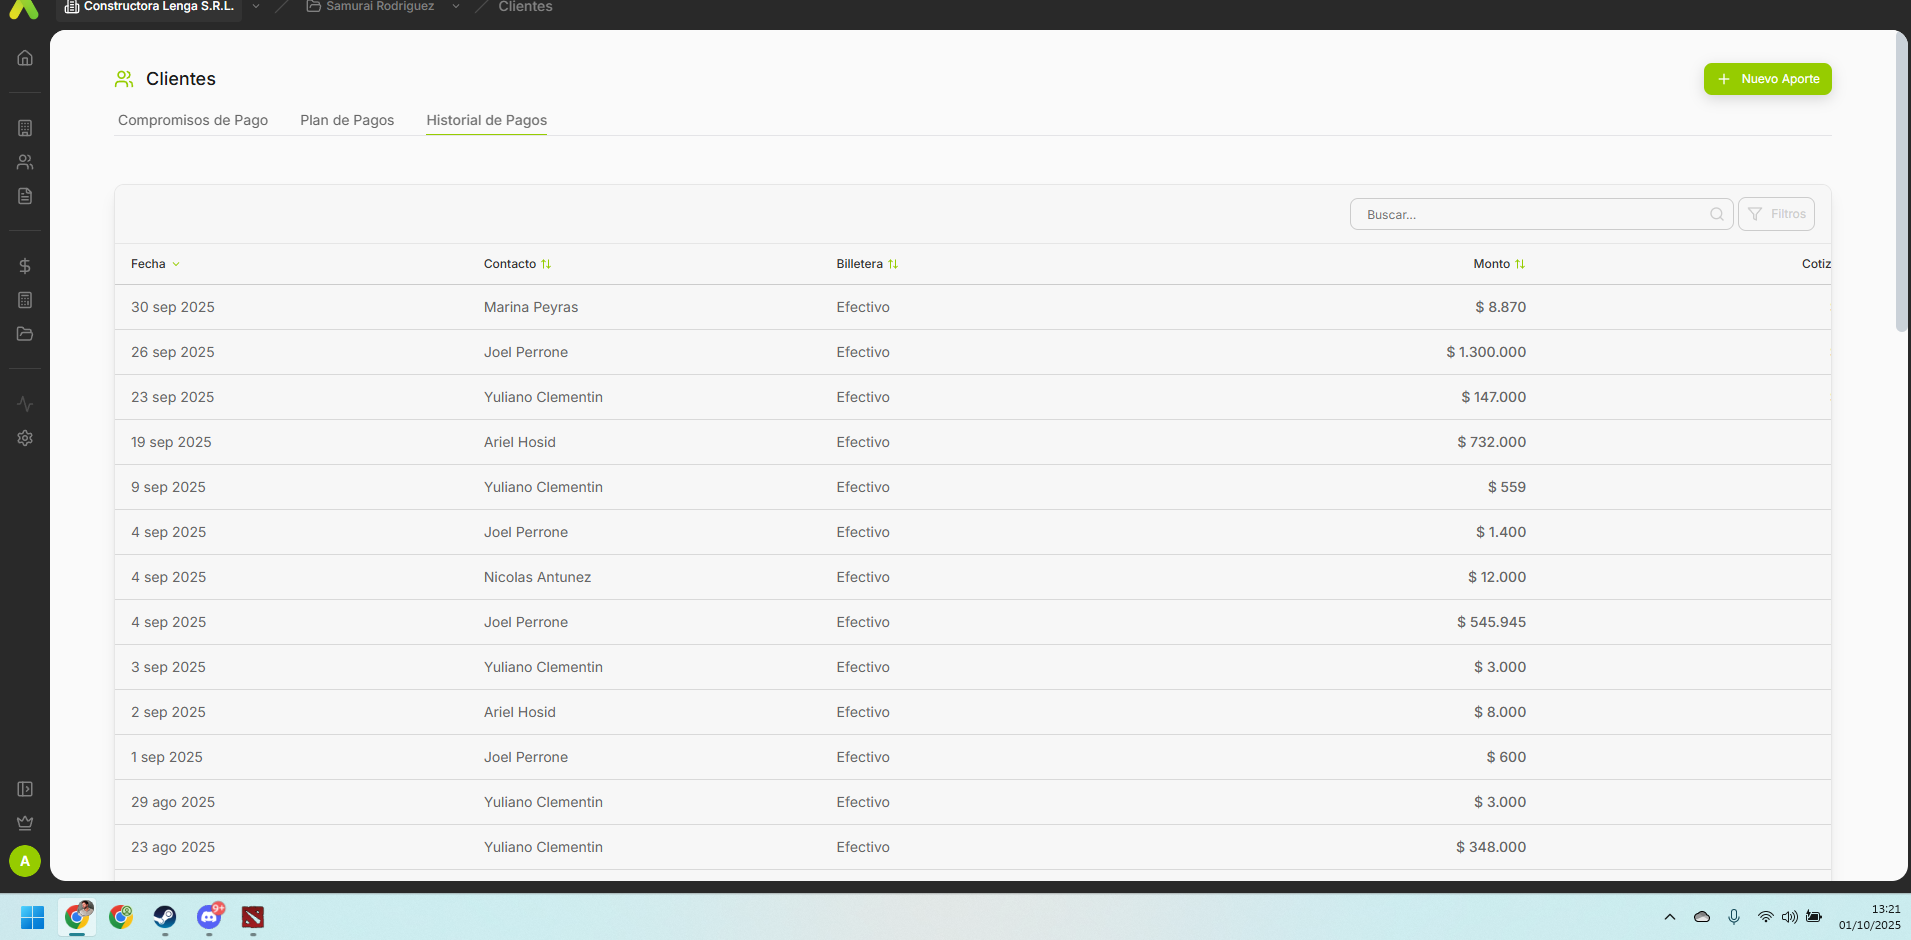 Constructora Lenga S.R.L. Samurai Rodriguez Clientes
Clientes
Nuevo Aporte
Compromisos de Pago Plan de Pagos Historial de Pagos
Buscar... Filtros
Fecha Contacto Billetera Monto Cotiz
30 sep 2025 Marina Peyras Efectivo $ 8.870
26 sep 2025 Joel Perrone Efectivo $ 1.300.000
23 sep 2025 Yuliano Clementin Efectivo $ 147.000
19 sep 2025 Ariel Hosid Efectivo $ 732.000
9 sep 2025 Yuliano Clementin Efectivo $ 559
4 sep 2025 Joel Perrone Efectivo $ 1.400
4 sep 2025 Nicolas Antunez Efectivo $ 12.000
4 sep 2025 Joel Perrone Efectivo $ 545.945
3 sep 2025 Yuliano Clementin Efectivo $ 3.000
2 sep 2025 Ariel Hosid Efectivo $ 8.000
1 sep 2025 Joel Perrone Efectivo $ 600
29 ago 2025 Yuliano Clementin Efectivo $ 3.000
23 ago 2025 Yuliano Clementin Efectivo $ 348.000
A
9+
13:21
01/10/2025